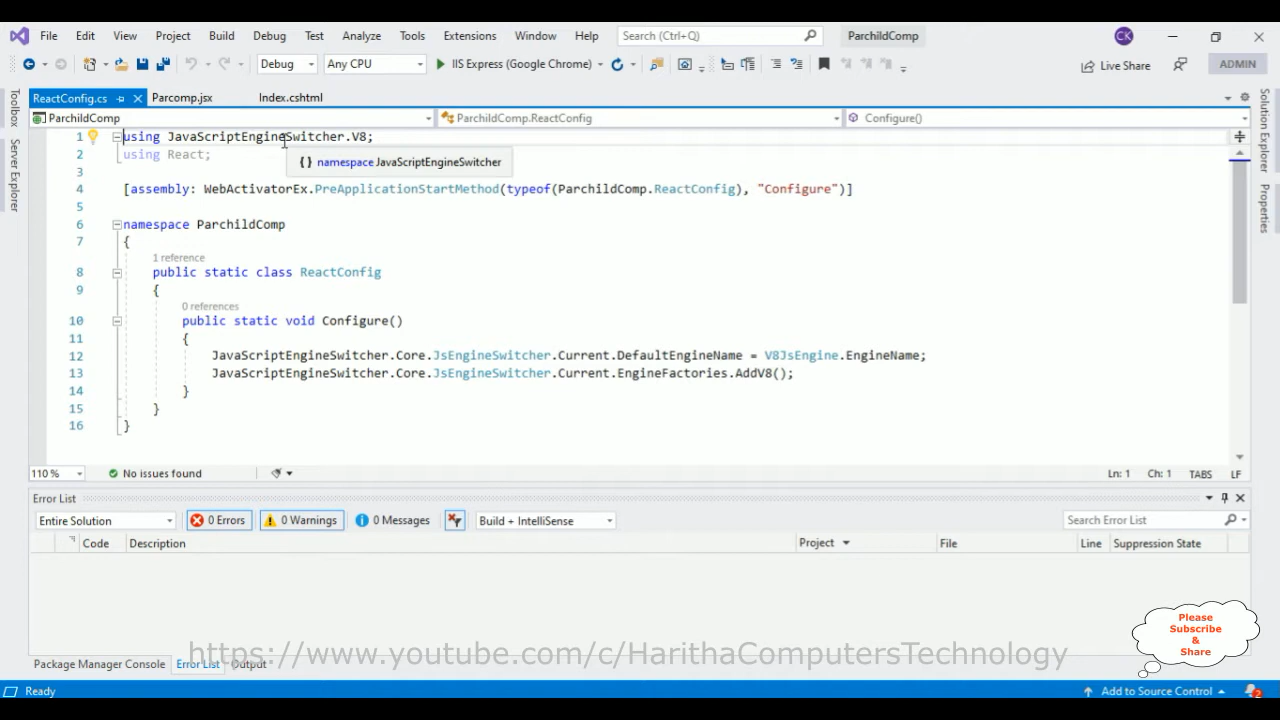 File Edit View Project Build Debug Test Analyze Tools Extensions Window Help Search (Ctrl+Q) ParchildComp CK
Debug Any CPU IIS Express (Google Chrome) Live Share ADMIN
ReactConfig.cs Parcomp.jsx Index.cshtml
ParchildComp ParchildComp.ReactConfig Configure()
Toolbox
Server Explorer
Solution Explorer
Properties
1 using JavaScriptEngineSwitcher.V8;
2 using React;
{ } namespace JavaScriptEngineSwitcher
3
4 [assembly: WebActivatorEx.PreApplicationStartMethod(typeof(ParchildComp.ReactConfig), "Configure")]
5
6 namespace ParchildComp
7 {
1 reference
8 public static class ReactConfig
9 {
0 references
10 public static void Configure()
11 {
12 JavaScriptEngineSwitcher.Core.JsEngineSwitcher.Current.DefaultEngineName = V8JsEngine.EngineName;
13 JavaScriptEngineSwitcher.Core.JsEngineSwitcher.Current.EngineFactories.AddV8();
14 }
15 }
16 }
110 % No issues found Ln: 1 Ch: 1 TABS LF
Error List
Entire Solution 0 Errors 0 Warnings 0 Messages Build + IntelliSense Search Error List
Code Description Project File Line Suppression State
Please
Subscribe
&
Share
https://www.youtube.com/c/HarithaComputersTechnology
Package Manager Console Error List Output
Ready Add to Source Control 2